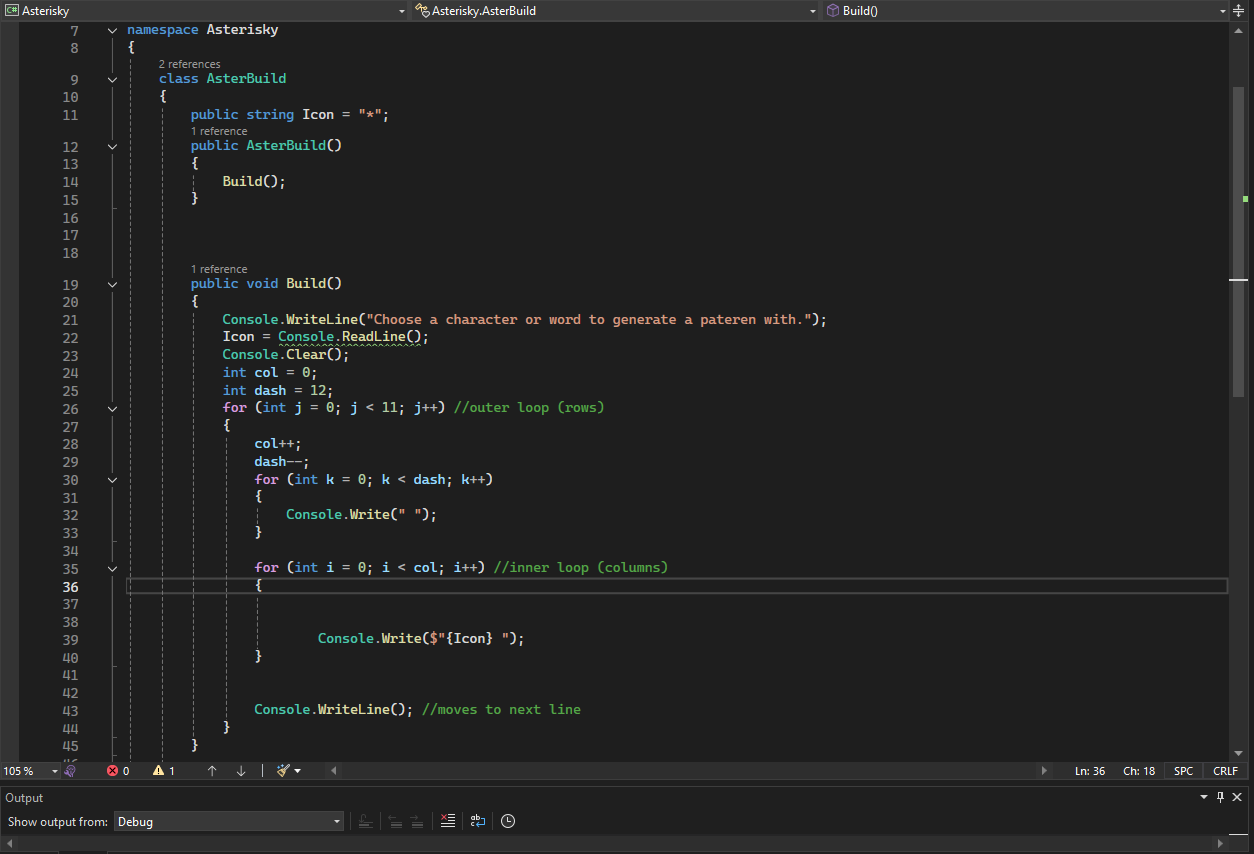 Asterisky Asterisky.AsterBuild Build()
7 namespace Asterisky
8 {
2 references
9 class AsterBuild
10 {
11 public string Icon = "*";
1 reference
12 public AsterBuild()
13 {
14 Build();
15 }
16
17
18
1 reference
19 public void Build()
20 {
21 Console.WriteLine("Choose a character or word to generate a pateren with.");
22 Icon = Console.ReadLine();
23 Console.Clear();
24 int col = 0;
25 int dash = 12;
26 for (int j = 0; j < 11; j++) //outer loop (rows)
27 {
28 col++;
29 dash--;
30 for (int k = 0; k < dash; k++)
31 {
32 Console.Write(" ");
33 }
34
35 for (int i = 0; i < col; i++) //inner loop (columns)
36 {
37
38
39 Console.Write($"{Icon} ");
40 }
41
42
43 Console.WriteLine(); //moves to next line
44 }
45 }
105 % 0 1 Ln: 36 Ch: 18 SPC CRLF
Output
Show output from: Debug